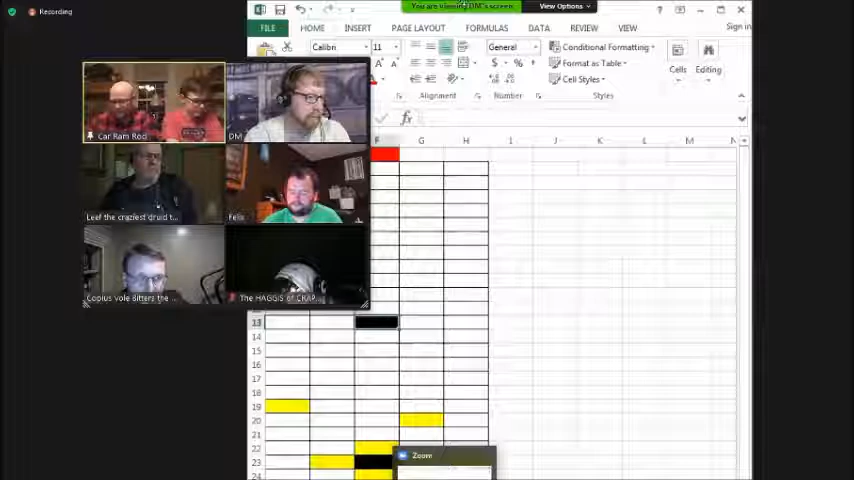 Recording
You are viewing DM's screen
View Options
Sign in
FILE HOME INSERT PAGE LAYOUT FORMULAS DATA REVIEW VIEW
Calibri 11
General
Conditional Formatting
Format as Table
Cell Styles
Cells
Editing
Alignment
Number
Styles
fx
F G H I J K L M N
Car Ram Rod
DM
Leef the craziest druid t...
Felix
Copius vole Bitters the ...
The HAGGIS of CRAP...
13
14
15
16
17
18
19
20
21
22
23
24
Zoom